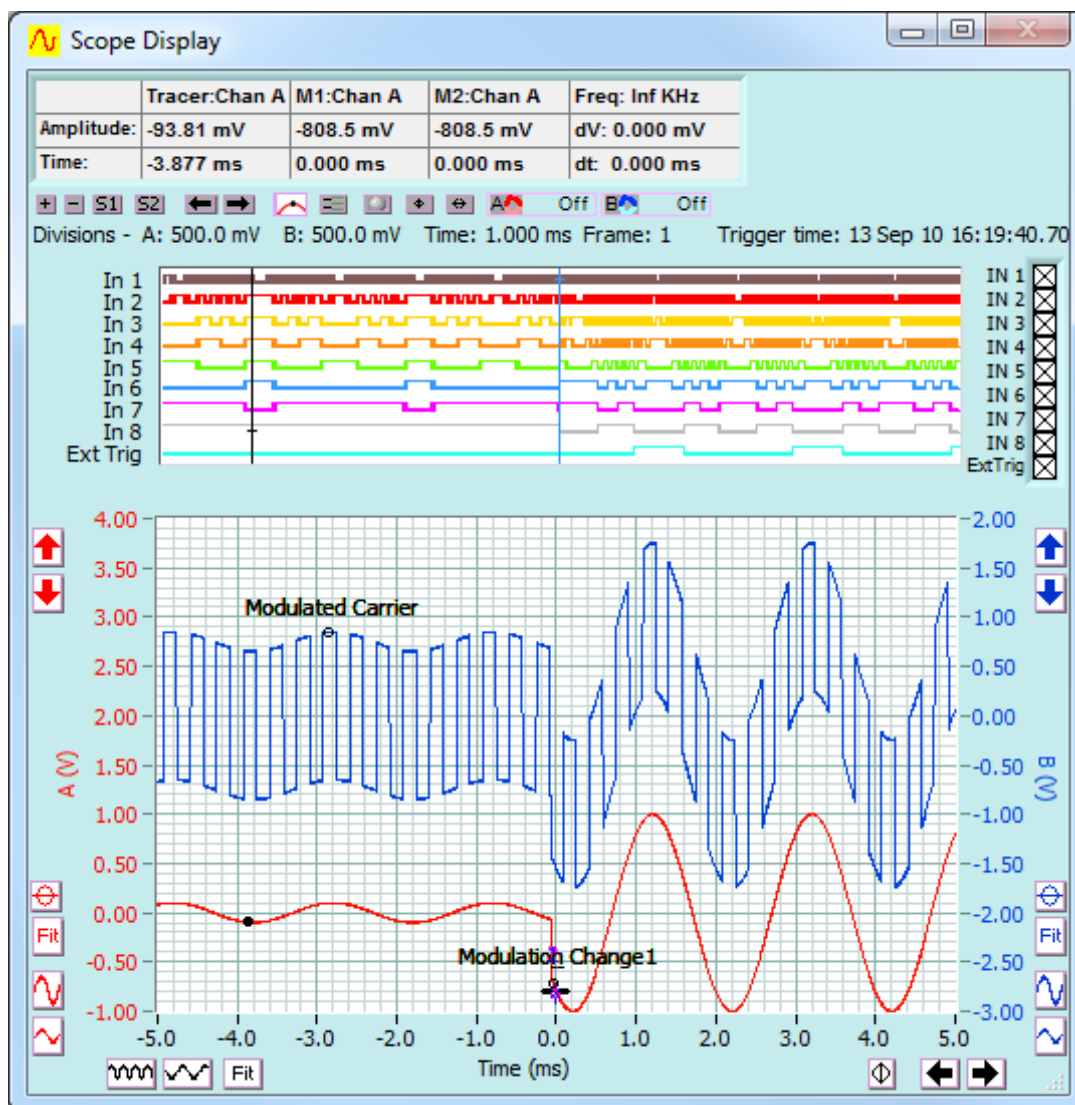 Scope Display
Tracer:Chan A M1:Chan A M2:Chan A Freq: Inf KHz
Amplitude: -93.81 mV -808.5 mV -808.5 mV dV: 0.000 mV
Time: -3.877 ms 0.000 ms 0.000 ms dt: 0.000 ms
+ - S1 S2 A Off B Off
Divisions - A: 500.0 mV B: 500.0 mV Time: 1.000 ms Frame: 1 Trigger time: 13 Sep 10 16:19:40.70
In 1 IN 1
In 2 IN 2
In 3 IN 3
In 4 IN 4
In 5 IN 5
In 6 IN 6
In 7 IN 7
In 8 IN 8
Ext Trig ExtTrig
4.00 2.00
3.50 1.50
Modulated Carrier
3.00 1.00
2.50 0.50
2.00 -0.00
A (V) 1.50 -0.50 B (V)
1.00 -1.00
0.50 -1.50
0.00 -2.00
Fit Fit
-0.50 Modulation Change1 -2.50
-1.00 -3.00
-5.0 -4.0 -3.0 -2.0 -1.0 0.0 1.0 2.0 3.0 4.0 5.0
Fit Time (ms)